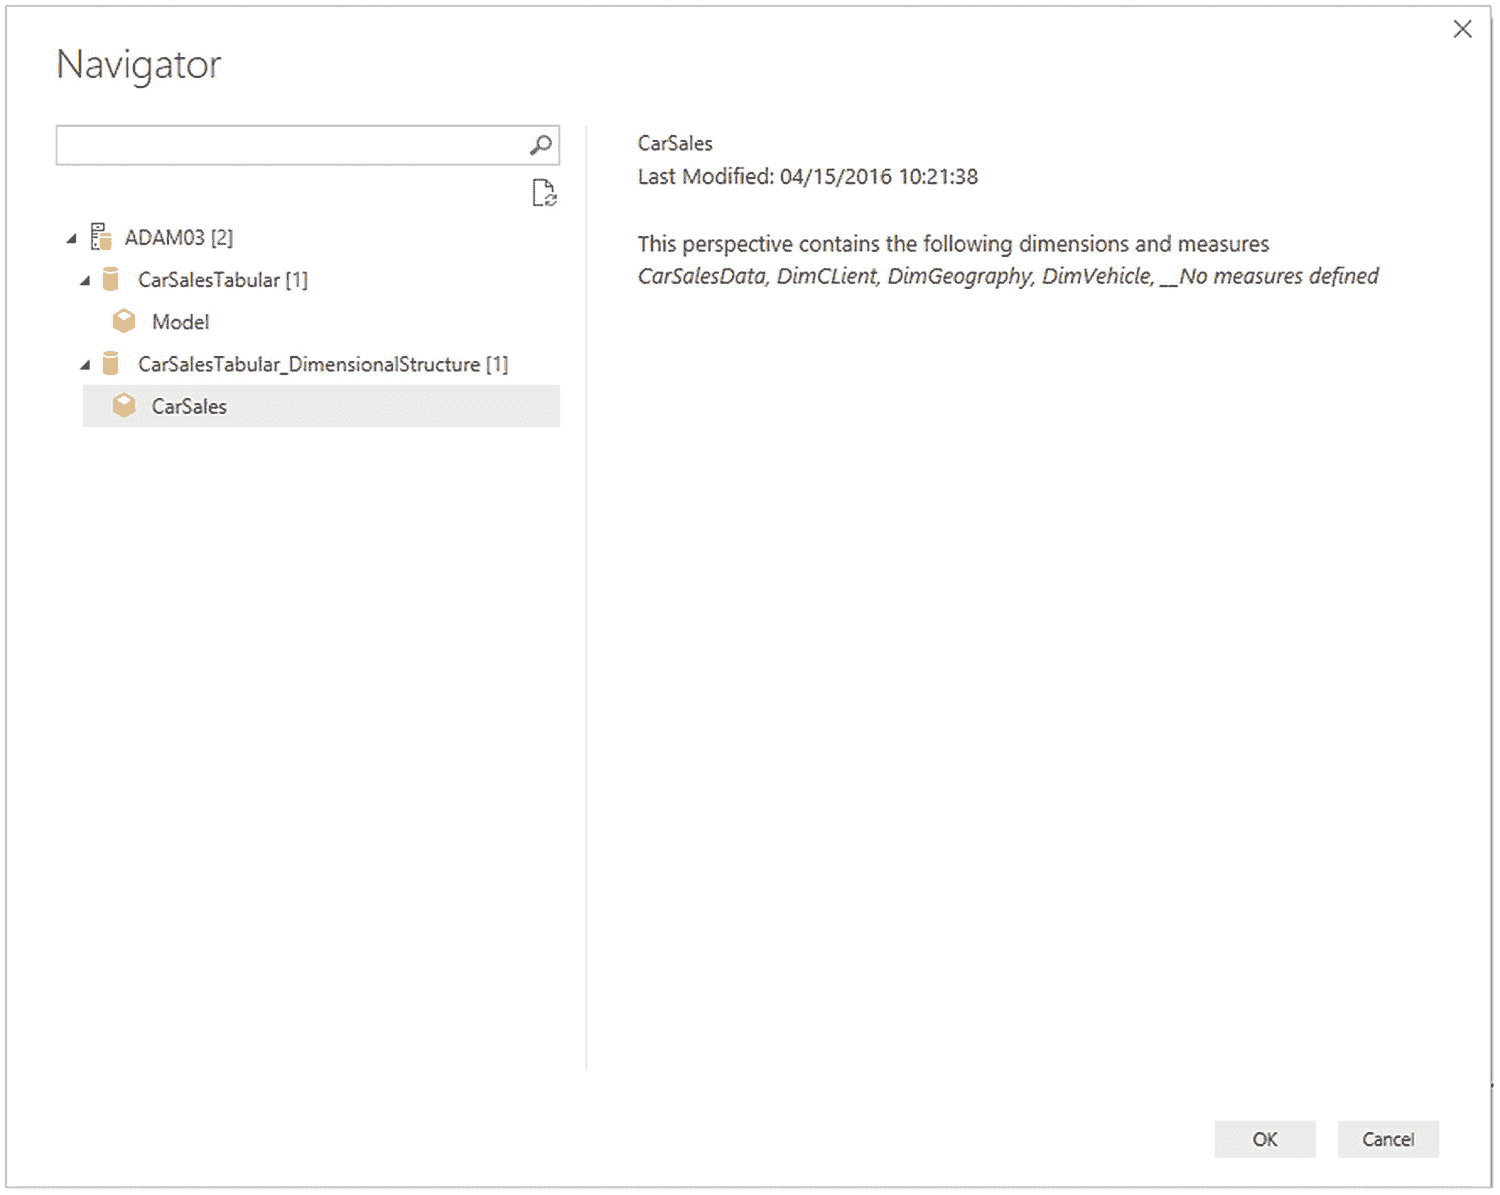 Navigator
ADAM03 [2]
CarSalesTabular [1]
Model
CarSalesTabular_DimensionalStructure [1]
CarSales
CarSales
Last Modified: 04/15/2016 10:21:38
This perspective contains the following dimensions and measures
CarSalesData, DimCLient, DimGeography, DimVehicle, __No measures defined
OK
Cancel